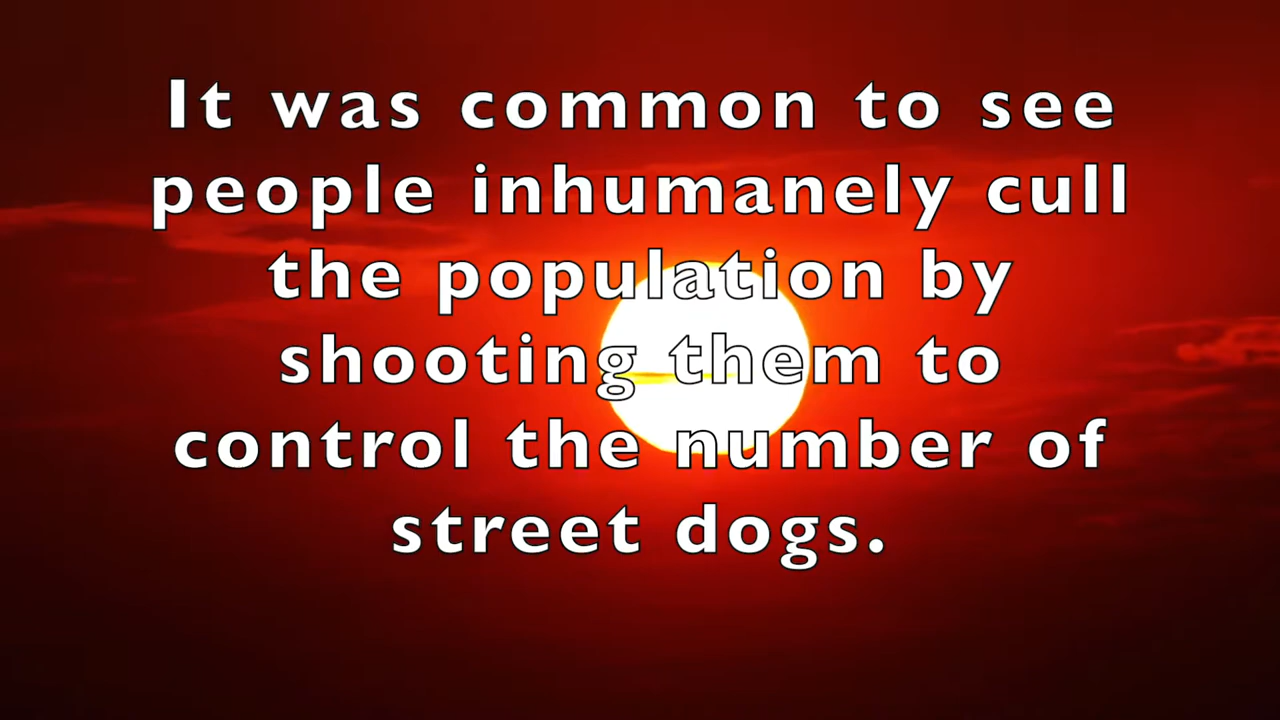 It was common to see
people inhumanely cull
the population by
shooting them to
control the number of
street dogs.